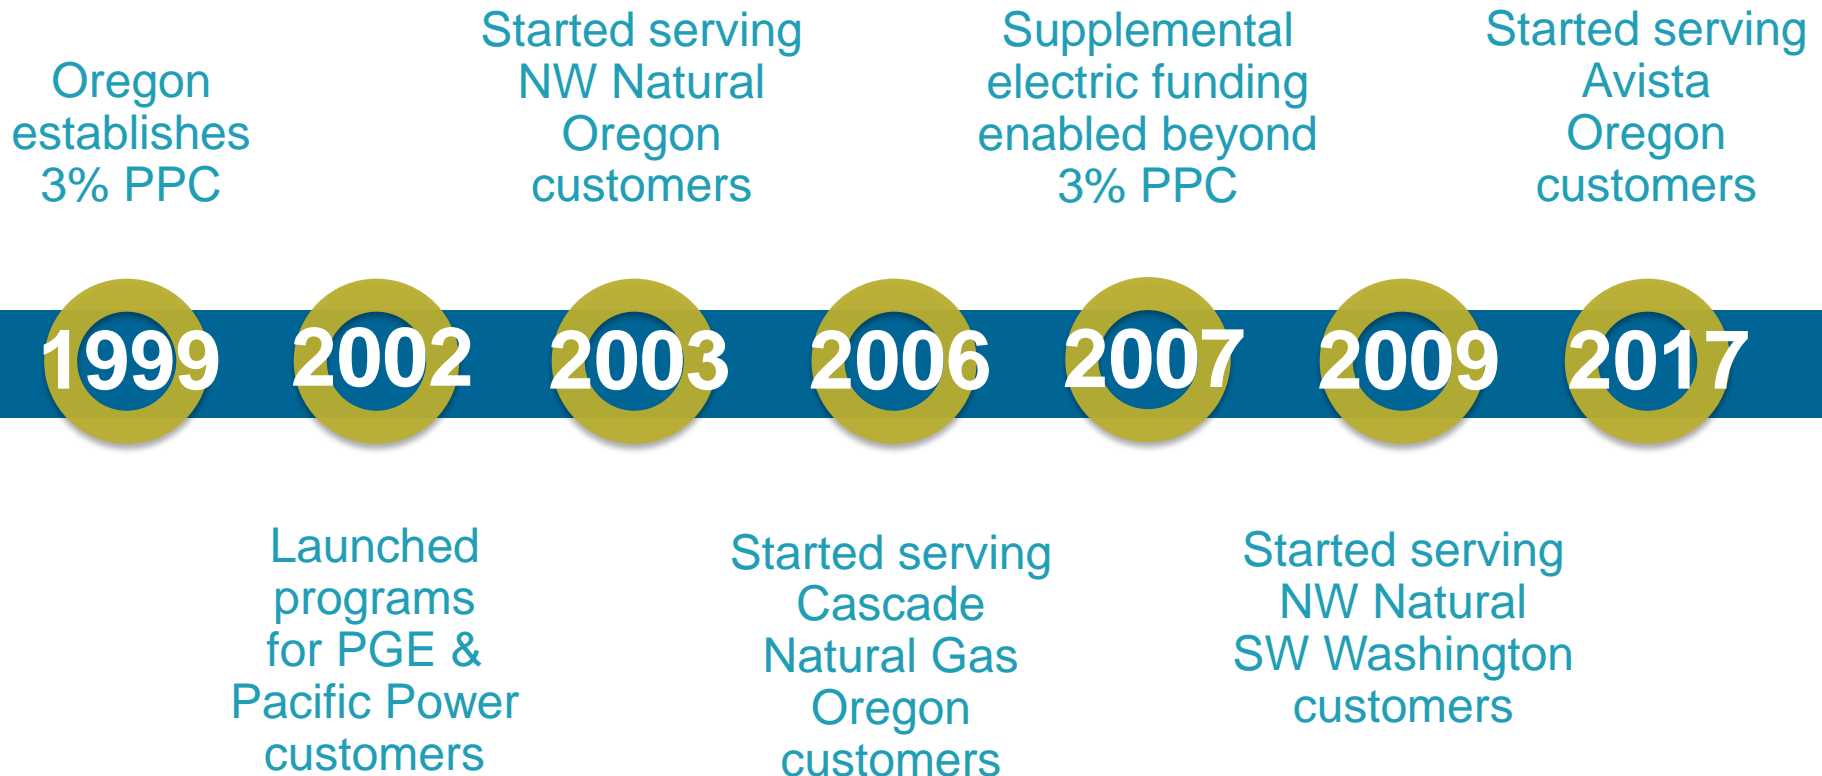 Oregon
establishes
3% PPC
Started serving
NW Natural
Oregon
customers
Supplemental
electric funding
enabled beyond
3% PPC
Started serving
Avista
Oregon
customers
1999
2002
2003
2006
2007
2009
2017
Launched
programs
for PGE &
Pacific Power
customers
Started serving
Cascade
Natural Gas
Oregon
customers
Started serving
NW Natural
SW Washington
customers